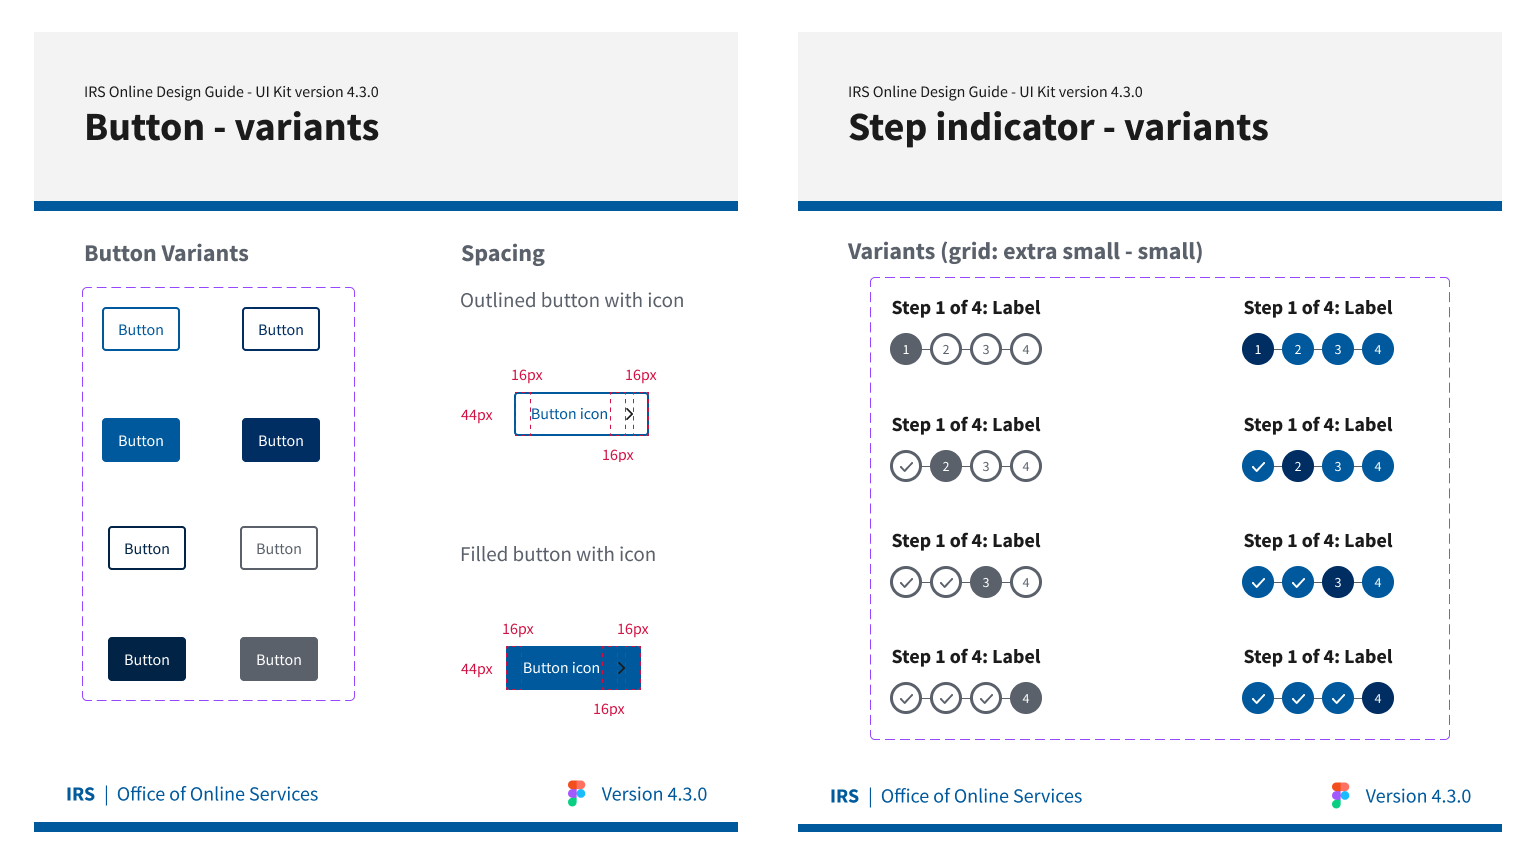 IRS Online Design Guide - UI Kit version 4.3.0
Button - variants
Button Variants
Button Button
Button Button
Button Button
Button Button
Spacing
Outlined button with icon
16px 16px
44px Button icon
16px
Filled button with icon
16px 16px
44px Button icon
16px
IRS | Office of Online Services
Version 4.3.0
IRS Online Design Guide - UI Kit version 4.3.0
Step indicator - variants
Variants (grid: extra small - small)
Step 1 of 4: Label Step 1 of 4: Label
1 2 3 4 1 2 3 4
Step 1 of 4: Label Step 1 of 4: Label
2 3 4 2 3 4
Step 1 of 4: Label Step 1 of 4: Label
3 4 3 4
Step 1 of 4: Label Step 1 of 4: Label
4 4
IRS | Office of Online Services
Version 4.3.0